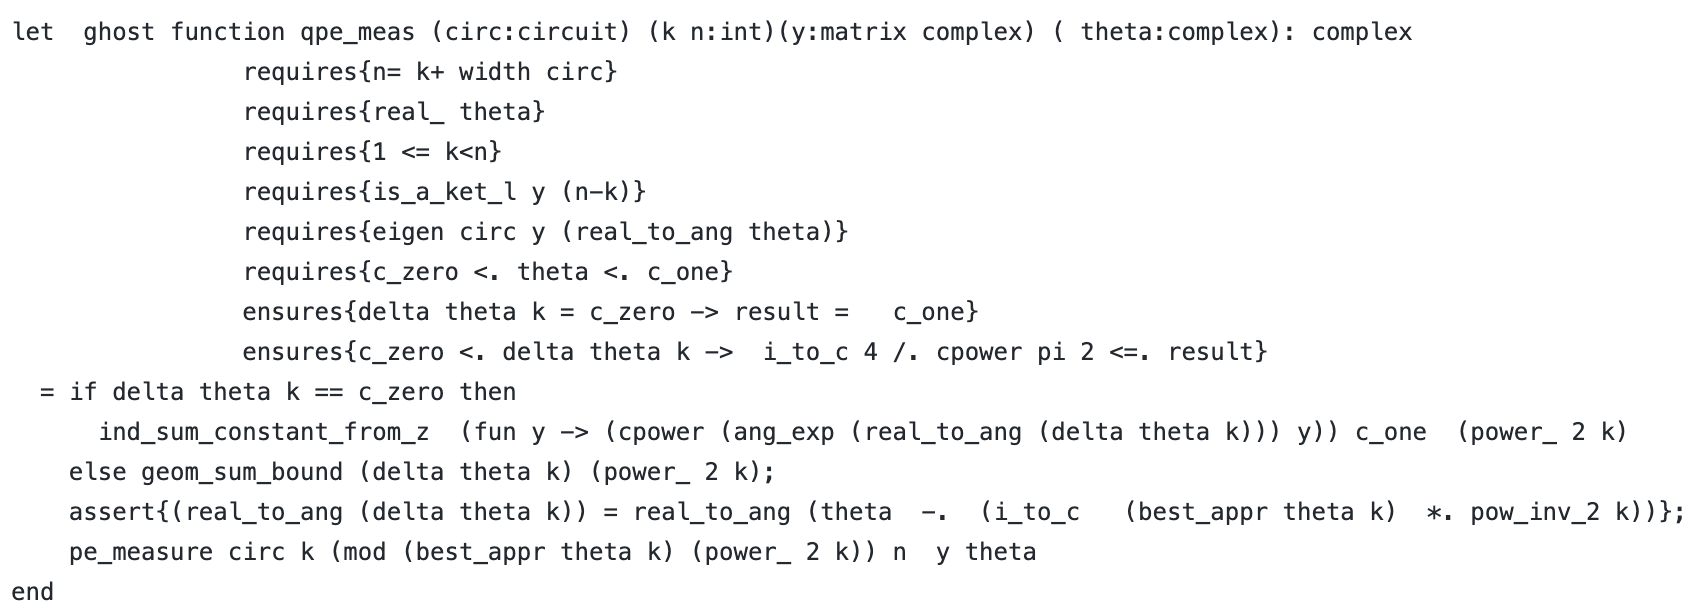 let  ghost function qpe_meas (circ:circuit) (k n:int)(y:matrix complex) ( theta:complex): complex
                requires{n= k+ width circ}
                requires{real_ theta}
                requires{1 <= k<n}
                requires{is_a_ket_l y (n-k)}
                requires{eigen circ y (real_to_ang theta)}
                requires{c_zero <. theta <. c_one}
                ensures{delta theta k = c_zero -> result =   c_one}
                ensures{c_zero <. delta theta k ->  i_to_c 4 /. cpower pi 2 <=. result}
  = if delta theta k == c_zero then
      ind_sum_constant_from_z  (fun y -> (cpower (ang_exp (real_to_ang (delta theta k))) y)) c_one  (power_ 2 k)
    else geom_sum_bound (delta theta k) (power_ 2 k);
    assert{(real_to_ang (delta theta k)) = real_to_ang (theta  -.  (i_to_c   (best_appr theta k)  *. pow_inv_2 k))};
    pe_measure circ k (mod (best_appr theta k) (power_ 2 k)) n  y theta
end